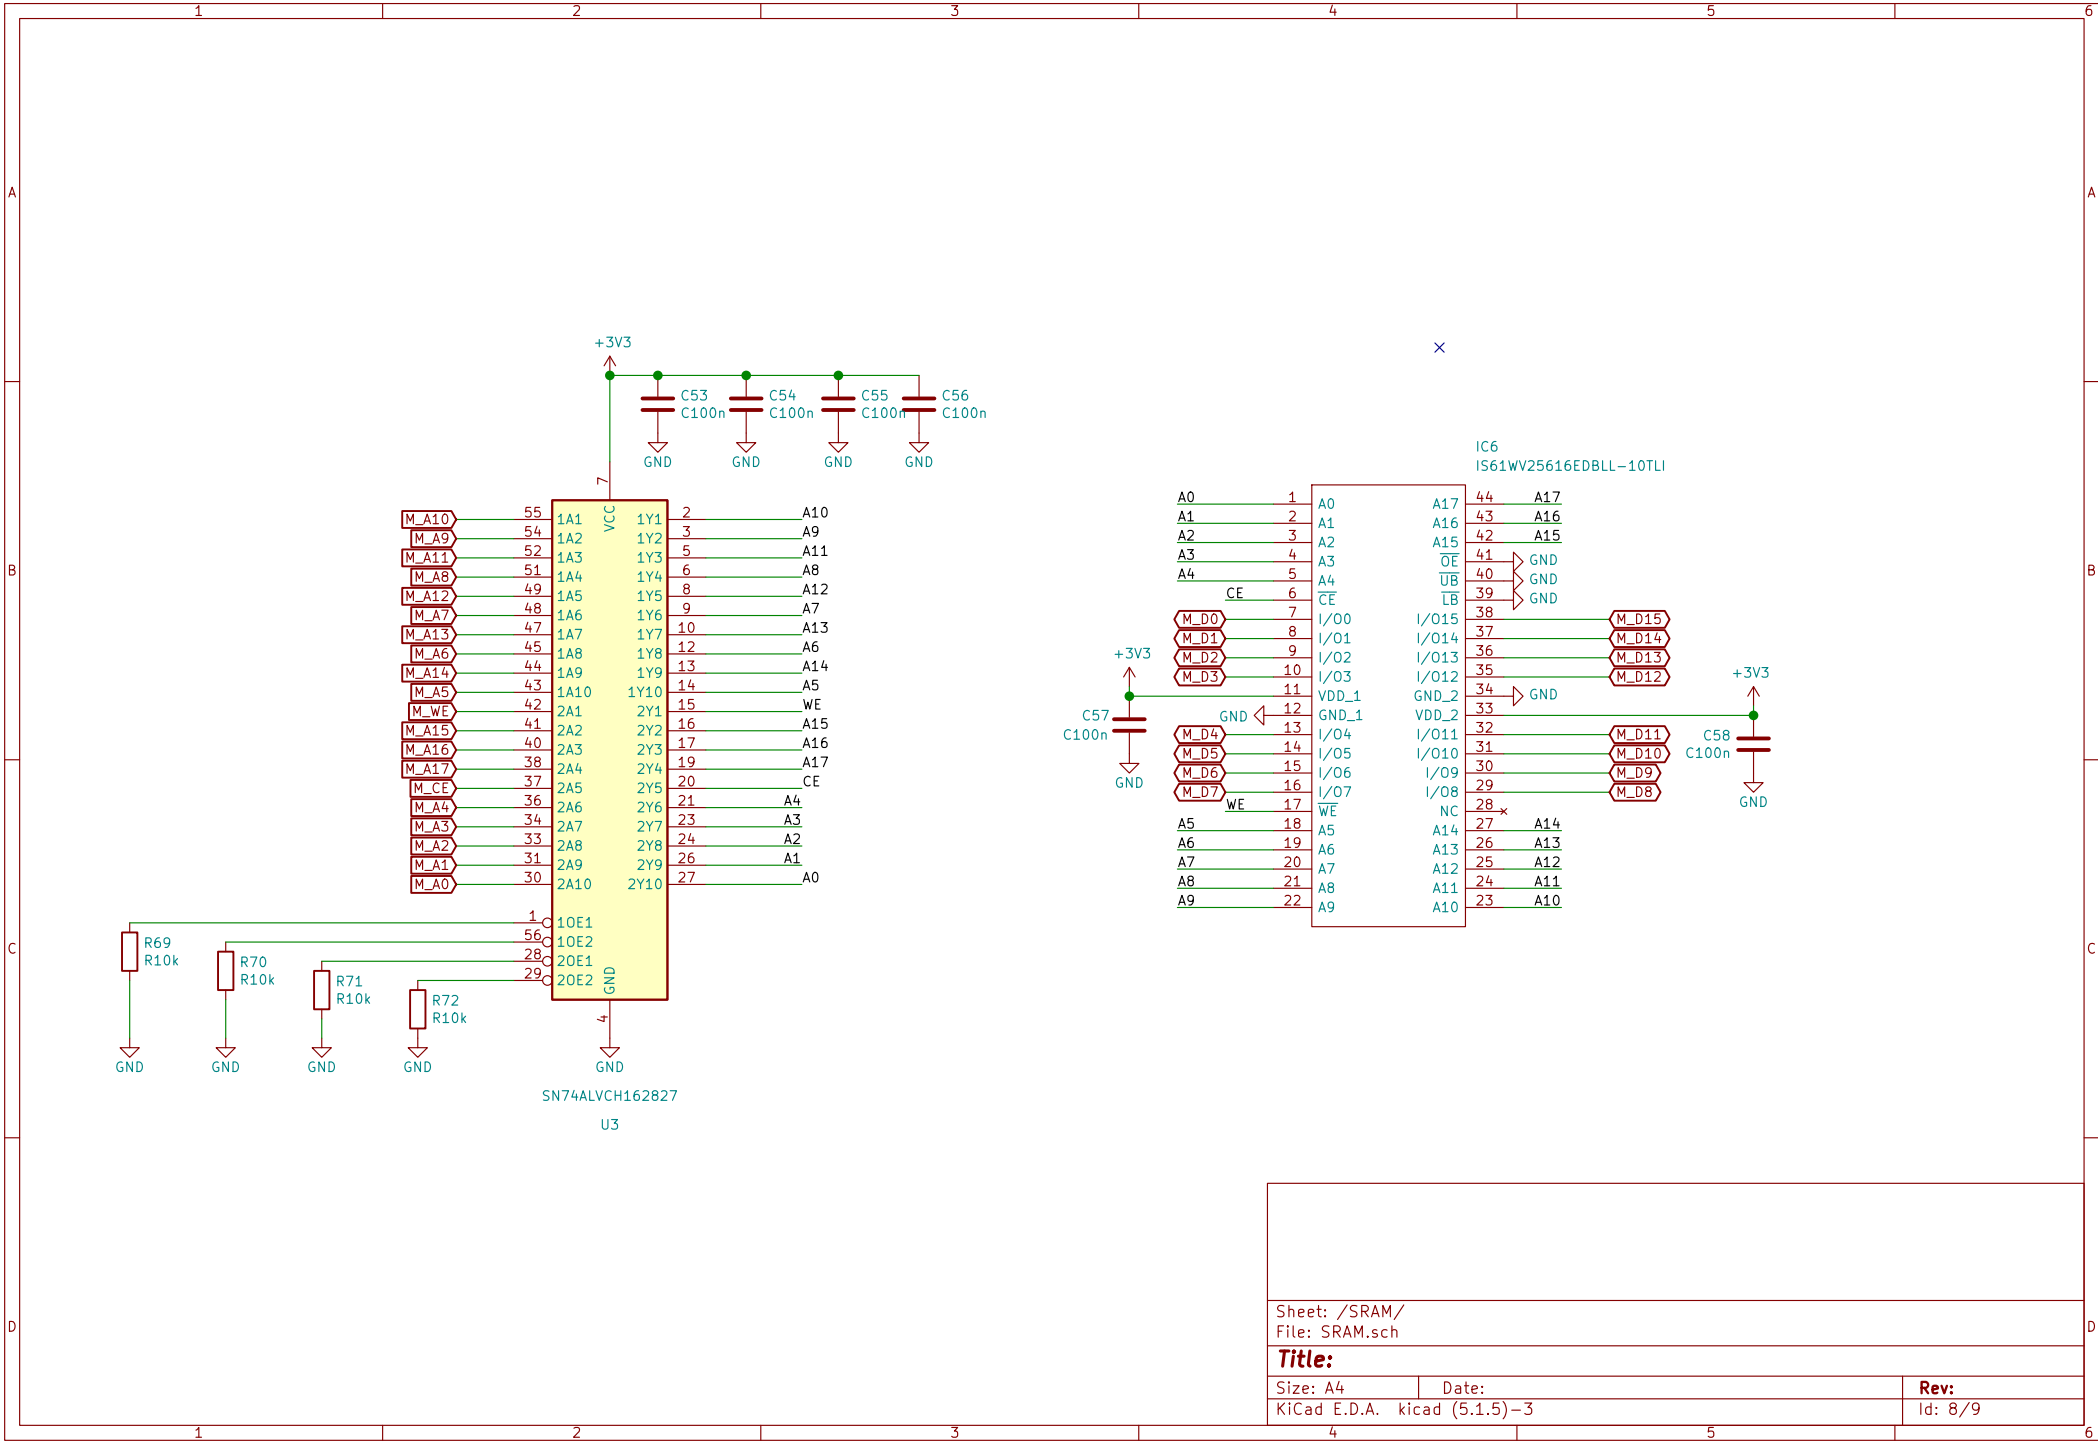 1 2 3 4 5 6
A A
B B
C C
D D
+3V3
C53 C54 C55 C56
C100n C100n C100n C100n
GND GND GND GND
7
VCC
M_A10 55 1A1 1Y1 2 A10
M_A9 54 1A2 1Y2 3 A9
M_A11 52 1A3 1Y3 5 A11
M_A8 51 1A4 1Y4 6 A8
M_A12 49 1A5 1Y5 8 A12
M_A7 48 1A6 1Y6 9 A7
M_A13 47 1A7 1Y7 10 A13
M_A6 45 1A8 1Y8 12 A6
M_A14 44 1A9 1Y9 13 A14
M_A5 43 1A10 1Y10 14 A5
M_WE 42 2A1 2Y1 15 WE
M_A15 41 2A2 2Y2 16 A15
M_A16 40 2A3 2Y3 17 A16
M_A17 38 2A4 2Y4 19 A17
M_CE 37 2A5 2Y5 20 CE
M_A4 36 2A6 2Y6 21 A4
M_A3 34 2A7 2Y7 23 A3
M_A2 33 2A8 2Y8 24 A2
M_A1 31 2A9 2Y9 26 A1
M_A0 30 2A10 2Y10 27 A0
1 1OE1
56 1OE2
28 2OE1
29 2OE2
GND
4
R69
R10k
R70
R10k
R71
R10k
R72
R10k
GND GND GND GND GND
SN74ALVCH162827
U3
IC6
IS61WV25616EDBLL-10TLI
A0 1 A0 A17 44 A17
A1 2 A1 A16 43 A16
A2 3 A2 A15 42 A15
A3 4 A3 OE 41 GND
A4 5 A4 UB 40 GND
CE 6 CE LB 39 GND
M_D0 7 I/O0 I/O15 38 M_D15
M_D1 8 I/O1 I/O14 37 M_D14
M_D2 9 I/O2 I/O13 36 M_D13
M_D3 10 I/O3 I/O12 35 M_D12
+3V3 11 VDD_1 GND_2 34 GND
GND 12 GND_1 VDD_2 33 +3V3
M_D4 13 I/O4 I/O11 32 M_D11
M_D5 14 I/O5 I/O10 31 M_D10
M_D6 15 I/O6 I/O9 30 M_D9
M_D7 16 I/O7 I/O8 29 M_D8
WE 17 WE NC 28
A5 18 A5 A14 27 A14
A6 19 A6 A13 26 A13
A7 20 A7 A12 25 A12
A8 21 A8 A11 24 A11
A9 22 A9 A10 23 A10
C57
C100n
GND
C58
C100n
GND
Sheet: /SRAM/
File: SRAM.sch
Title:
Size: A4 Date: Rev:
KiCad E.D.A. kicad (5.1.5)-3 Id: 8/9
1 2 3 4 5 6